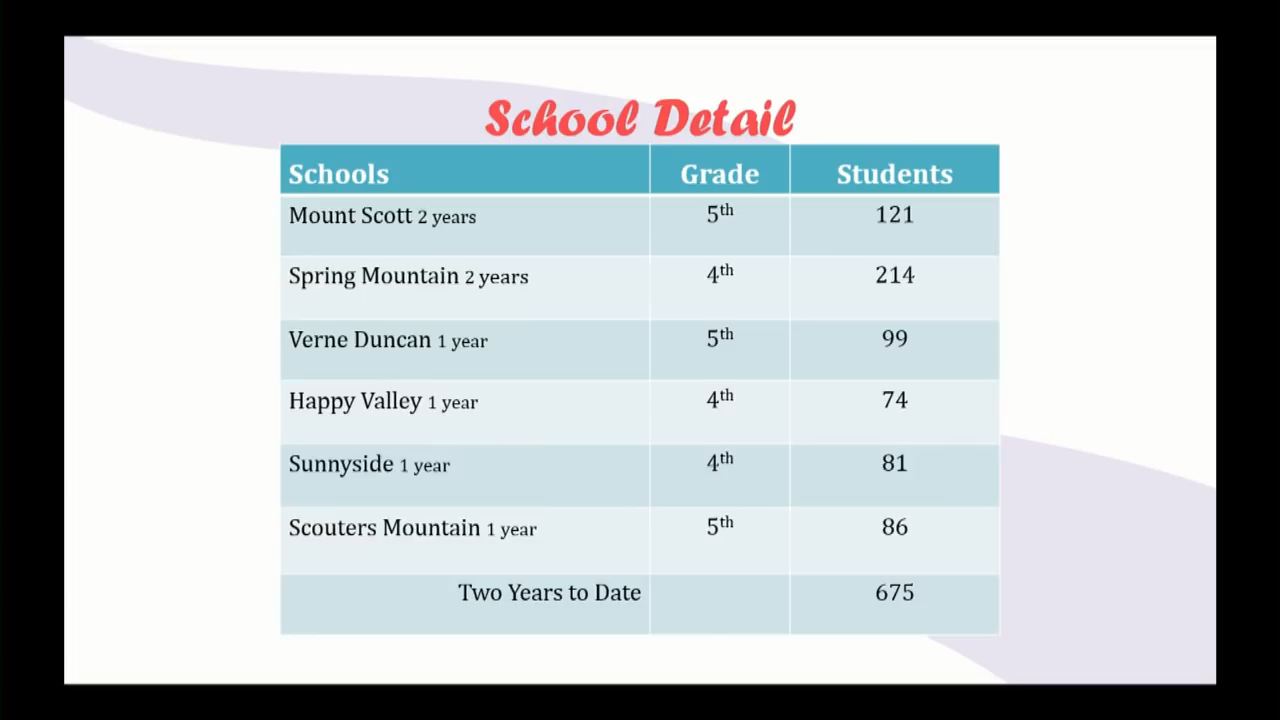 School Detail
Schools Grade Students
Mount Scott 2 years 5th 121
Spring Mountain 2 years 4th 214
Verne Duncan 1 year 5th 99
Happy Valley 1 year 4th 74
Sunnyside 1 year 4th 81
Scouters Mountain 1 year 5th 86
Two Years to Date 675